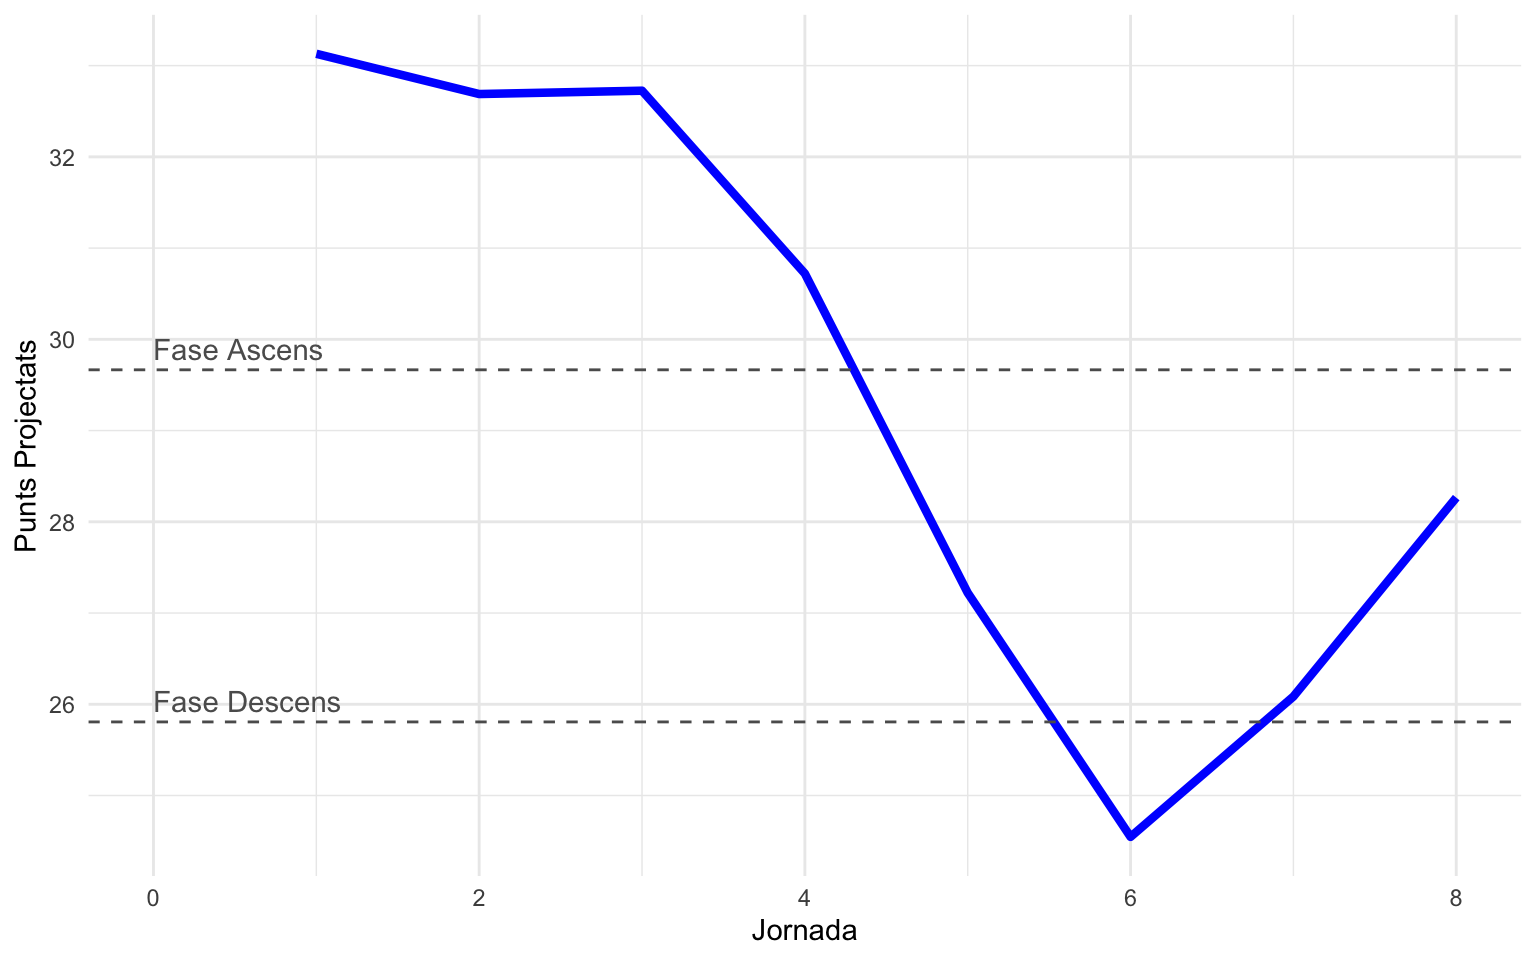 32
30
28
26
Punts Projectats
Fase Ascens
Fase Descens
0 2 4 6 8
Jornada